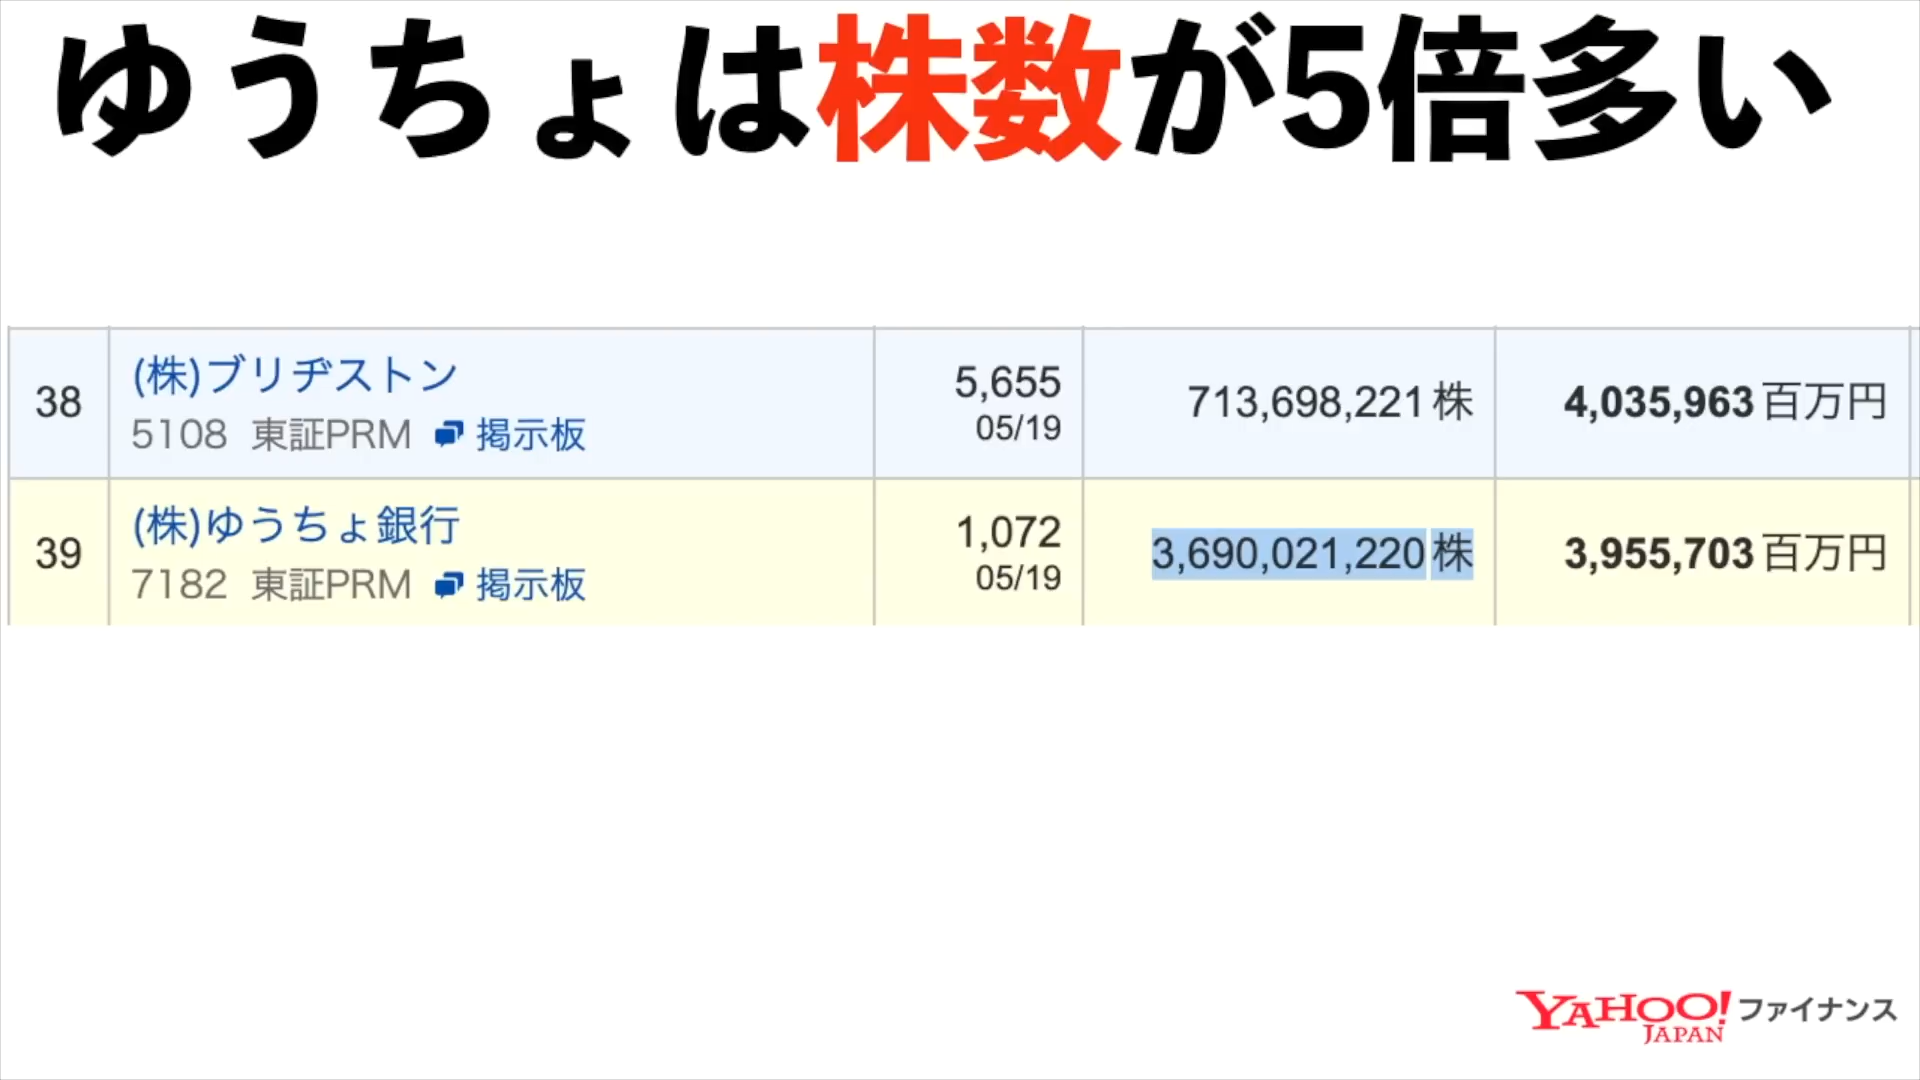 ゆうちょは株数が5倍多い
38 (株)ブリヂストン 5,655 713,698,221株 4,035,963百万円
5108 東証PRM 掲示板 05/19
39 (株)ゆうちょ銀行 1,072 3,690,021,220株 3,955,703百万円
7182 東証PRM 掲示板 05/19
YAHOO! JAPAN ファイナンス